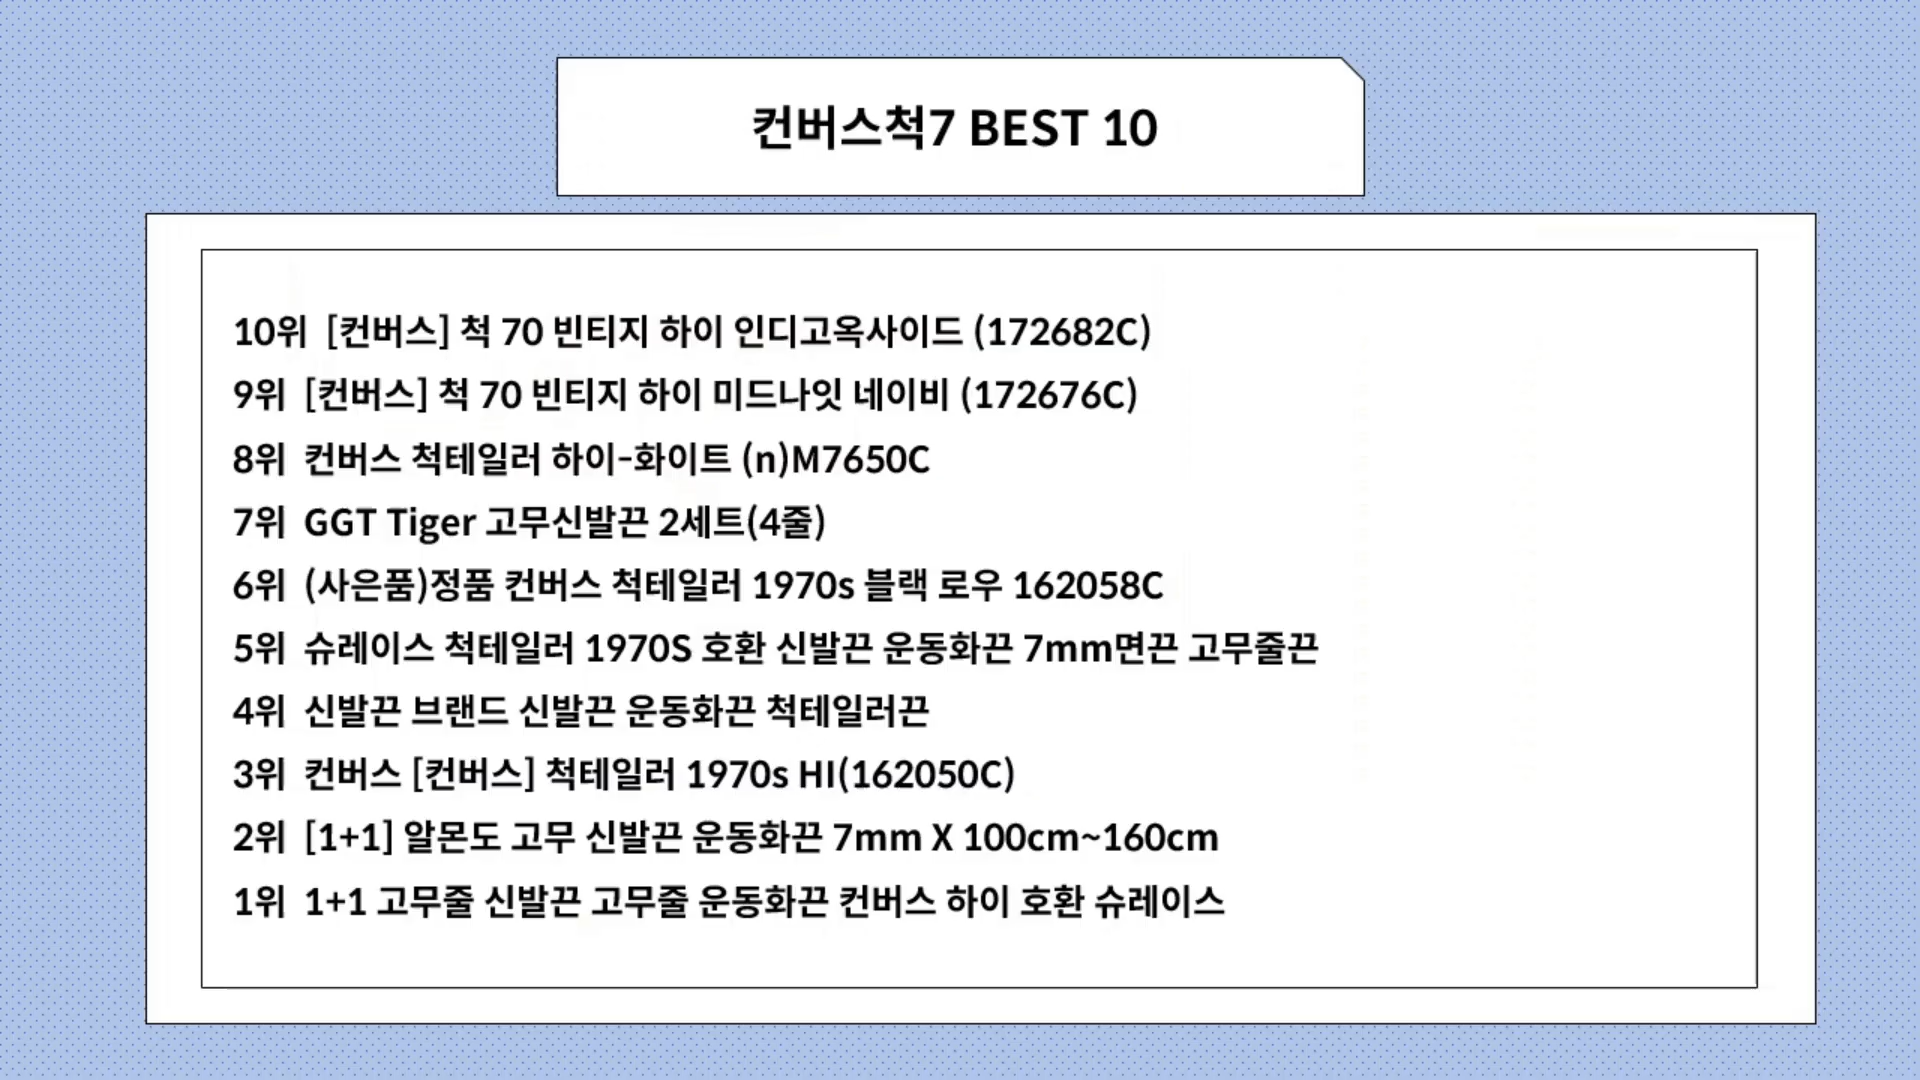 컨버스척7 BEST 10
10위 [컨버스] 척 70 빈티지 하이 인디고옥사이드 (172682C)
9위 [컨버스] 척 70 빈티지 하이 미드나잇 네이비 (172676C)
8위 컨버스 척테일러 하이-화이트 (n)M7650C
7위 GGT Tiger 고무신발끈 2세트(4줄)
6위 (사은품)정품 컨버스 척테일러 1970s 블랙 로우 162058C
5위 슈레이스 척테일러 1970S 호환 신발끈 운동화끈 7mm면끈 고무줄끈
4위 신발끈 브랜드 신발끈 운동화끈 척테일러끈
3위 컨버스 [컨버스] 척테일러 1970s HI(162050C)
2위 [1+1] 알몬도 고무 신발끈 운동화끈 7mm X 100cm~160cm
1위 1+1 고무줄 신발끈 고무줄 운동화끈 컨버스 하이 호환 슈레이스